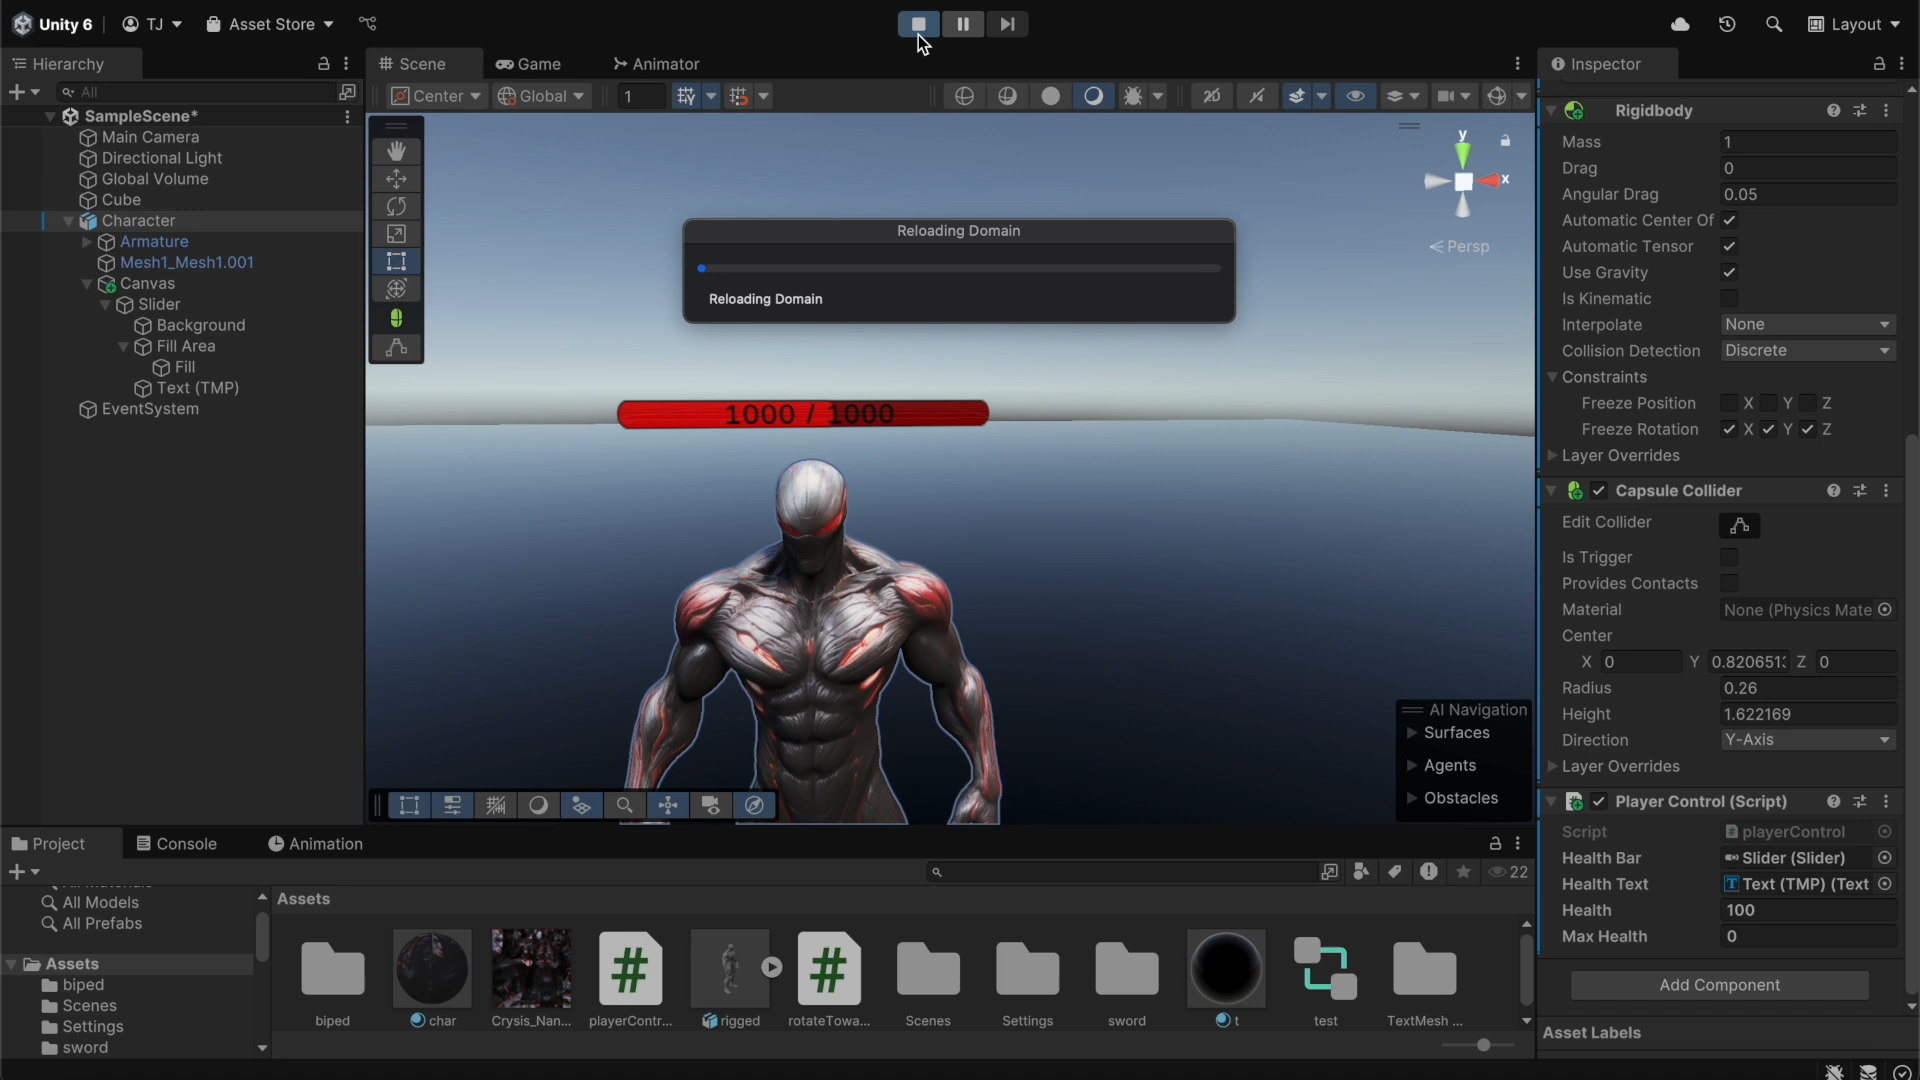 Unity 6
TJ
Asset Store
Layout
Hierarchy
Scene
Game
Animator
Inspector
All
Center
Global
1
2D
SampleScene*
Main Camera
Directional Light
Global Volume
Cube
Character
Armature
Mesh1_Mesh1.001
Canvas
Slider
Background
Fill Area
Fill
Text (TMP)
EventSystem
y
x
Persp
Reloading Domain
Reloading Domain
1000 / 1000
AI Navigation
Surfaces
Agents
Obstacles
Rigidbody
Mass 1
Drag 0
Angular Drag 0.05
Automatic Center Of
Automatic Tensor
Use Gravity
Is Kinematic
Interpolate None
Collision Detection Discrete
Constraints
Freeze Position X Y Z
Freeze Rotation X Y Z
Layer Overrides
Capsule Collider
Edit Collider
Is Trigger
Provides Contacts
Material None (Physics Mate
Center
X 0 Y 0.820651 Z 0
Radius 0.26
Height 1.622169
Direction Y-Axis
Layer Overrides
Player Control (Script)
Script playerControl
Health Bar Slider (Slider)
Health Text Text (TMP) (Text
Health 100
Max Health 0
Add Component
Asset Labels
Project
Console
Animation
22
All Models
All Prefabs
Assets
biped
Scenes
Settings
sword
Assets
biped
char
Crysis_Nan...
playerContr...
rigged
rotateTowa...
Scenes
Settings
sword
t
test
TextMesh ...